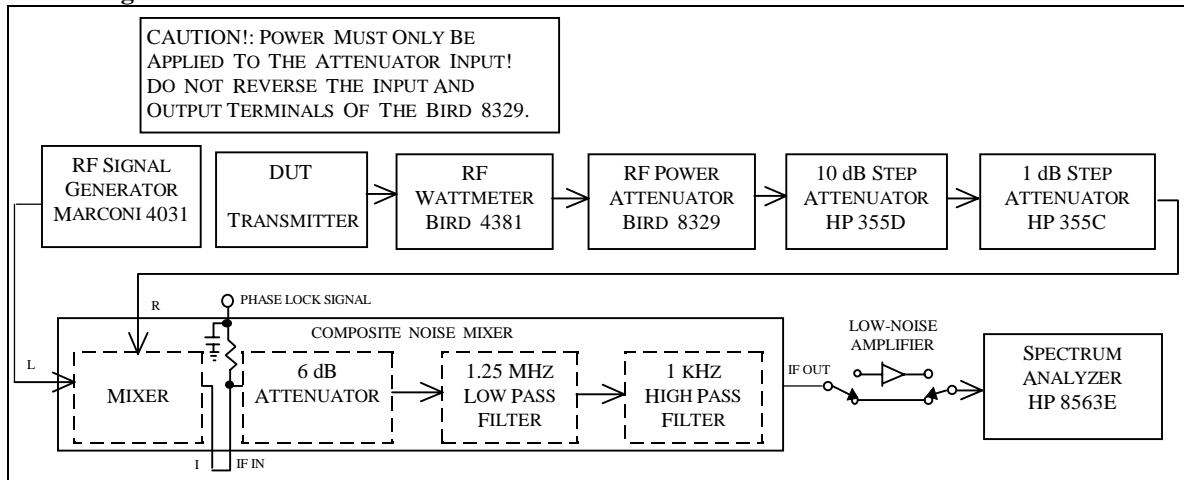 CAUTION!: POWER MUST ONLY BE
APPLIED TO THE ATTENUATOR INPUT!
DO NOT REVERSE THE INPUT AND
OUTPUT TERMINALS OF THE BIRD 8329.
RF SIGNAL
GENERATOR
MARCONI 4031
DUT
TRANSMITTER
RF
WATTMETER
BIRD 4381
RF POWER
ATTENUATOR
BIRD 8329
10 dB STEP
ATTENUATOR
HP 355D
1 dB STEP
ATTENUATOR
HP 355C
R
PHASE LOCK SIGNAL
COMPOSITE NOISE MIXER
LOW-NOISE
AMPLIFIER
L
MIXER
6 dB
ATTENUATOR
1.25 MHZ
LOW PASS
FILTER
1 KHZ
HIGH PASS
FILTER
IF OUT
SPECTRUM
ANALYZER
HP 8563E
I
IF IN